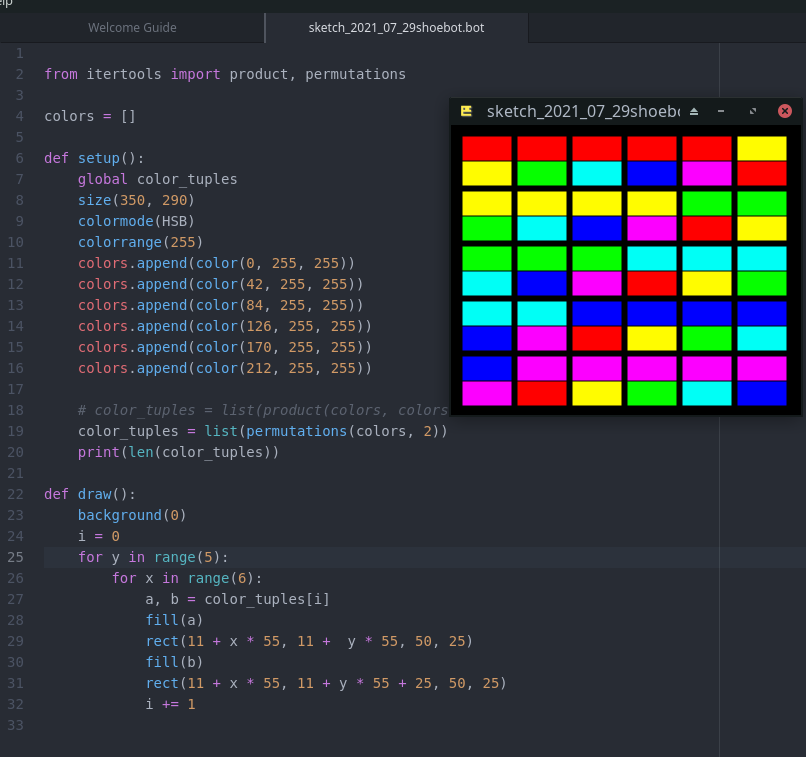 elp
Welcome Guide
sketch_2021_07_29shoebot.bot
1
2 from itertools import product, permutations
3
4 colors = []
5
6 def setup():
7     global color_tuples
8     size(350, 290)
9     colormode(HSB)
10     colorrange(255)
11     colors.append(color(0, 255, 255))
12     colors.append(color(42, 255, 255))
13     colors.append(color(84, 255, 255))
14     colors.append(color(126, 255, 255))
15     colors.append(color(170, 255, 255))
16     colors.append(color(212, 255, 255))
17
18     # color_tuples = list(product(colors, colors
19     color_tuples = list(permutations(colors, 2))
20     print(len(color_tuples))
21
22 def draw():
23     background(0)
24     i = 0
25     for y in range(5):
26         for x in range(6):
27             a, b = color_tuples[i]
28             fill(a)
29             rect(11 + x * 55, 11 +  y * 55, 50, 25)
30             fill(b)
31             rect(11 + x * 55, 11 + y * 55 + 25, 50, 25)
32             i += 1
33
sketch_2021_07_29shoebo